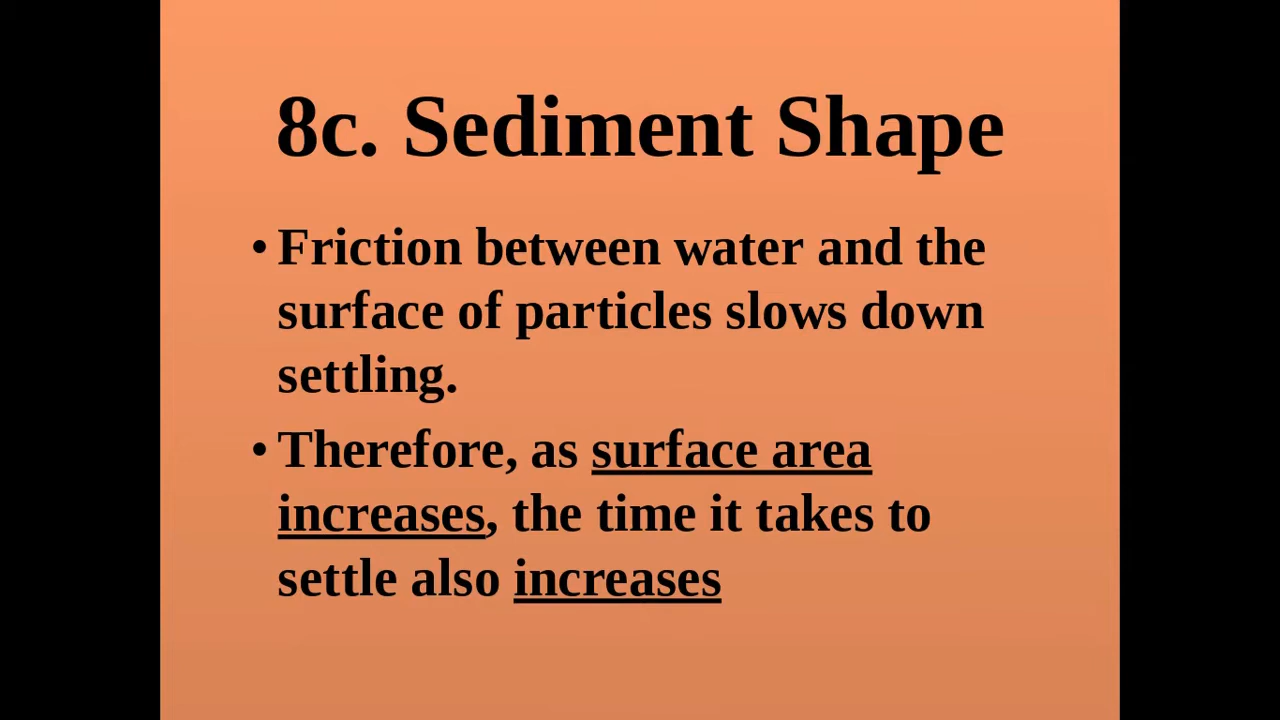 8c. Sediment Shape
• Friction between water and the
surface of particles slows down
settling.
• Therefore, as surface area
increases, the time it takes to
settle also increases